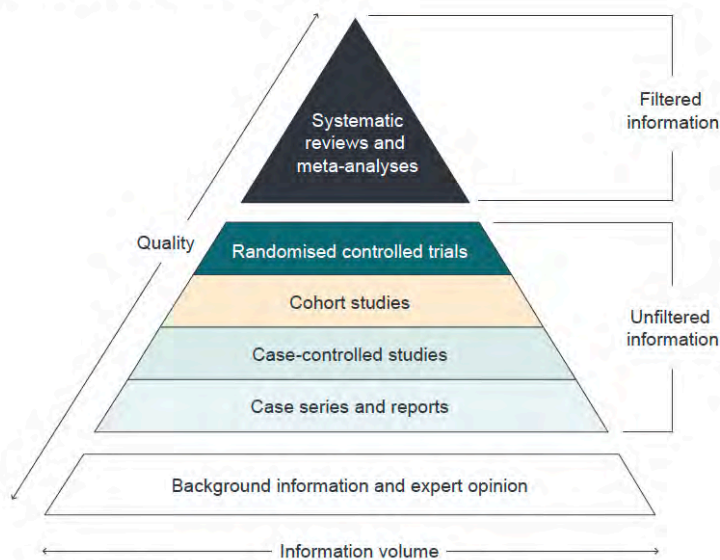 Systematic
reviews and
meta-analyses
Filtered
information
Quality
Randomised controlled trials
Cohort studies
Unfiltered
information
Case-controlled studies
Case series and reports
Background information and expert opinion
Information volume